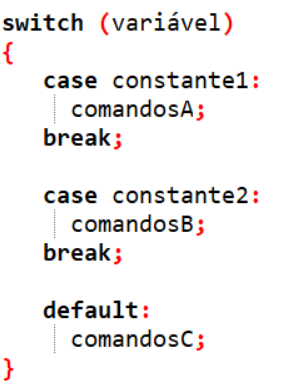 switch (variável)
{
case constante1:
comandosA;
break;
case constante2:
comandosB;
break;
default:
comandosC;
}